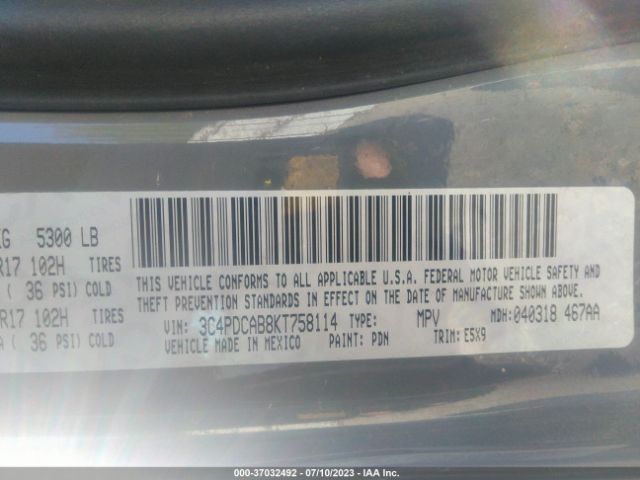 KG 5300 LB
R17 102H TIRES
( 36 PSI) COLD
R17 102H TIRES
( 36 PSI) COLD
THIS VEHICLE CONFORMS TO ALL APPLICABLE U.S.A. FEDERAL MOTOR VEHICLE SAFETY AND
THEFT PREVENTION STANDARDS IN EFFECT ON THE DATE OF MANUFACTURE SHOWN ABOVE.
VIN: 3C4PDCAB8KT758114 TYPE: MPV MDH: 040318 467AA
VEHICLE MADE IN MEXICO PAINT: PDN TRIM: E5X9
000-37032492 - 07/10/2023 - IAA Inc.